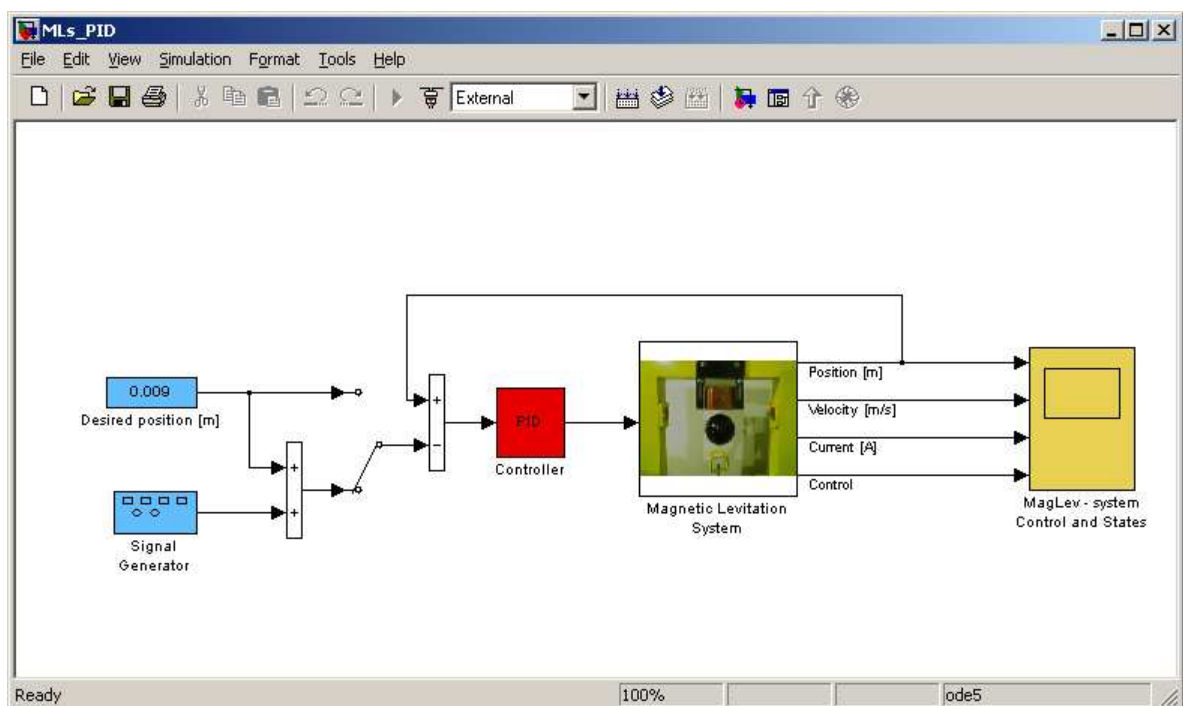 MLs_PID
File Edit View Simulation Format Tools Help
External
0.009
Desired position [m]
Signal
Generator
+
+
+
−
PID
Controller
Magnetic Levitation
System
Position [m]
Velocity [m/s]
Current [A]
Control
MagLev - system
Control and States
Ready 100% ode5